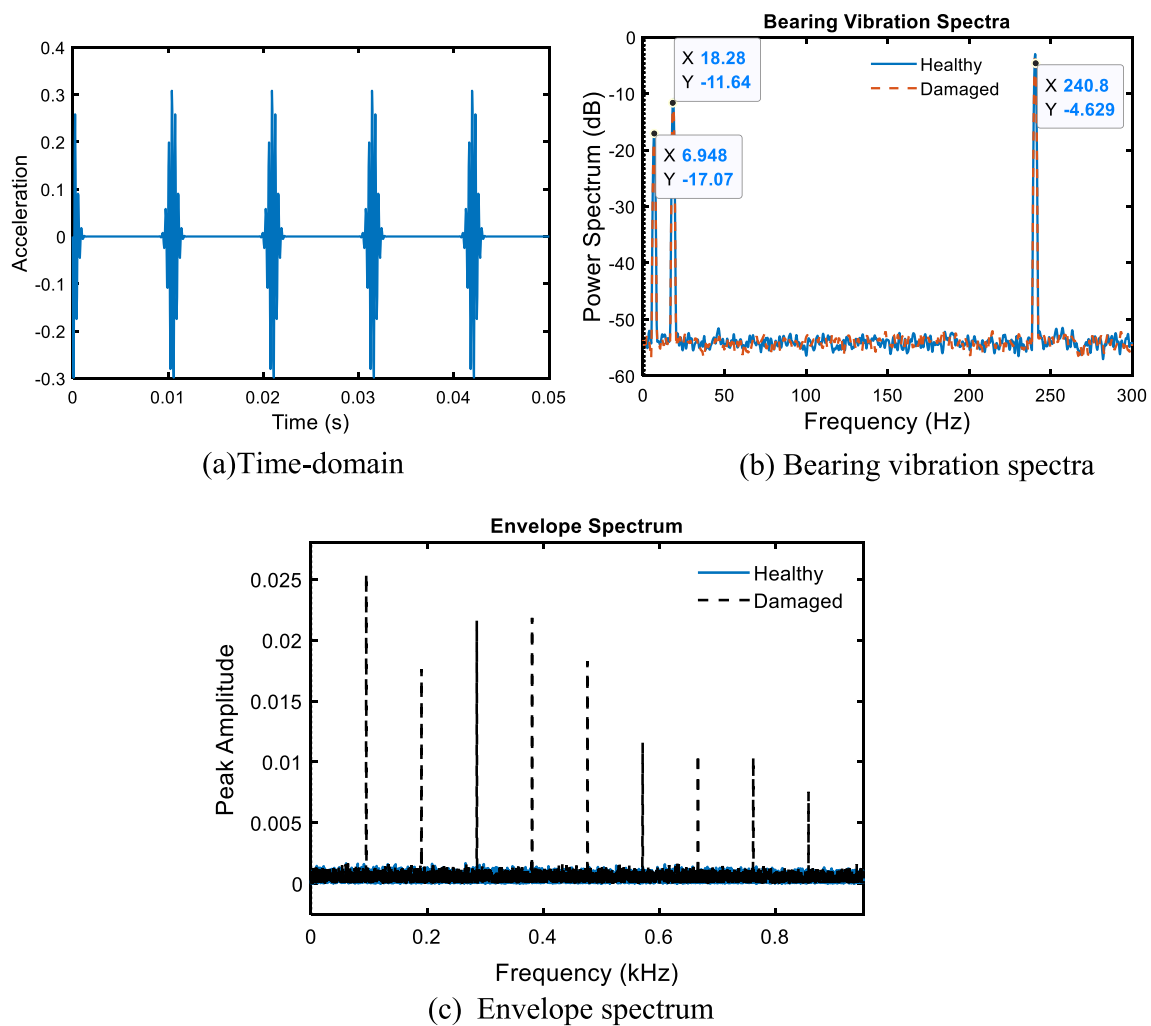 0.4
0.3
0.2
0.1
0
-0.1
-0.2
-0.3
Acceleration
0 0.01 0.02 0.03 0.04 0.05
Time (s)
(a)Time-domain
Bearing Vibration Spectra
0
-10
-20
-30
-40
-50
-60
Power Spectrum (dB)
X 18.28
Y -11.64
X 6.948
Y -17.07
Healthy
Damaged
X 240.8
Y -4.629
0 50 100 150 200 250 300
Frequency (Hz)
(b) Bearing vibration spectra
Envelope Spectrum
0.025
0.02
0.015
0.01
0.005
0
Peak Amplitude
Healthy
Damaged
0 0.2 0.4 0.6 0.8
Frequency (kHz)
(c) Envelope spectrum